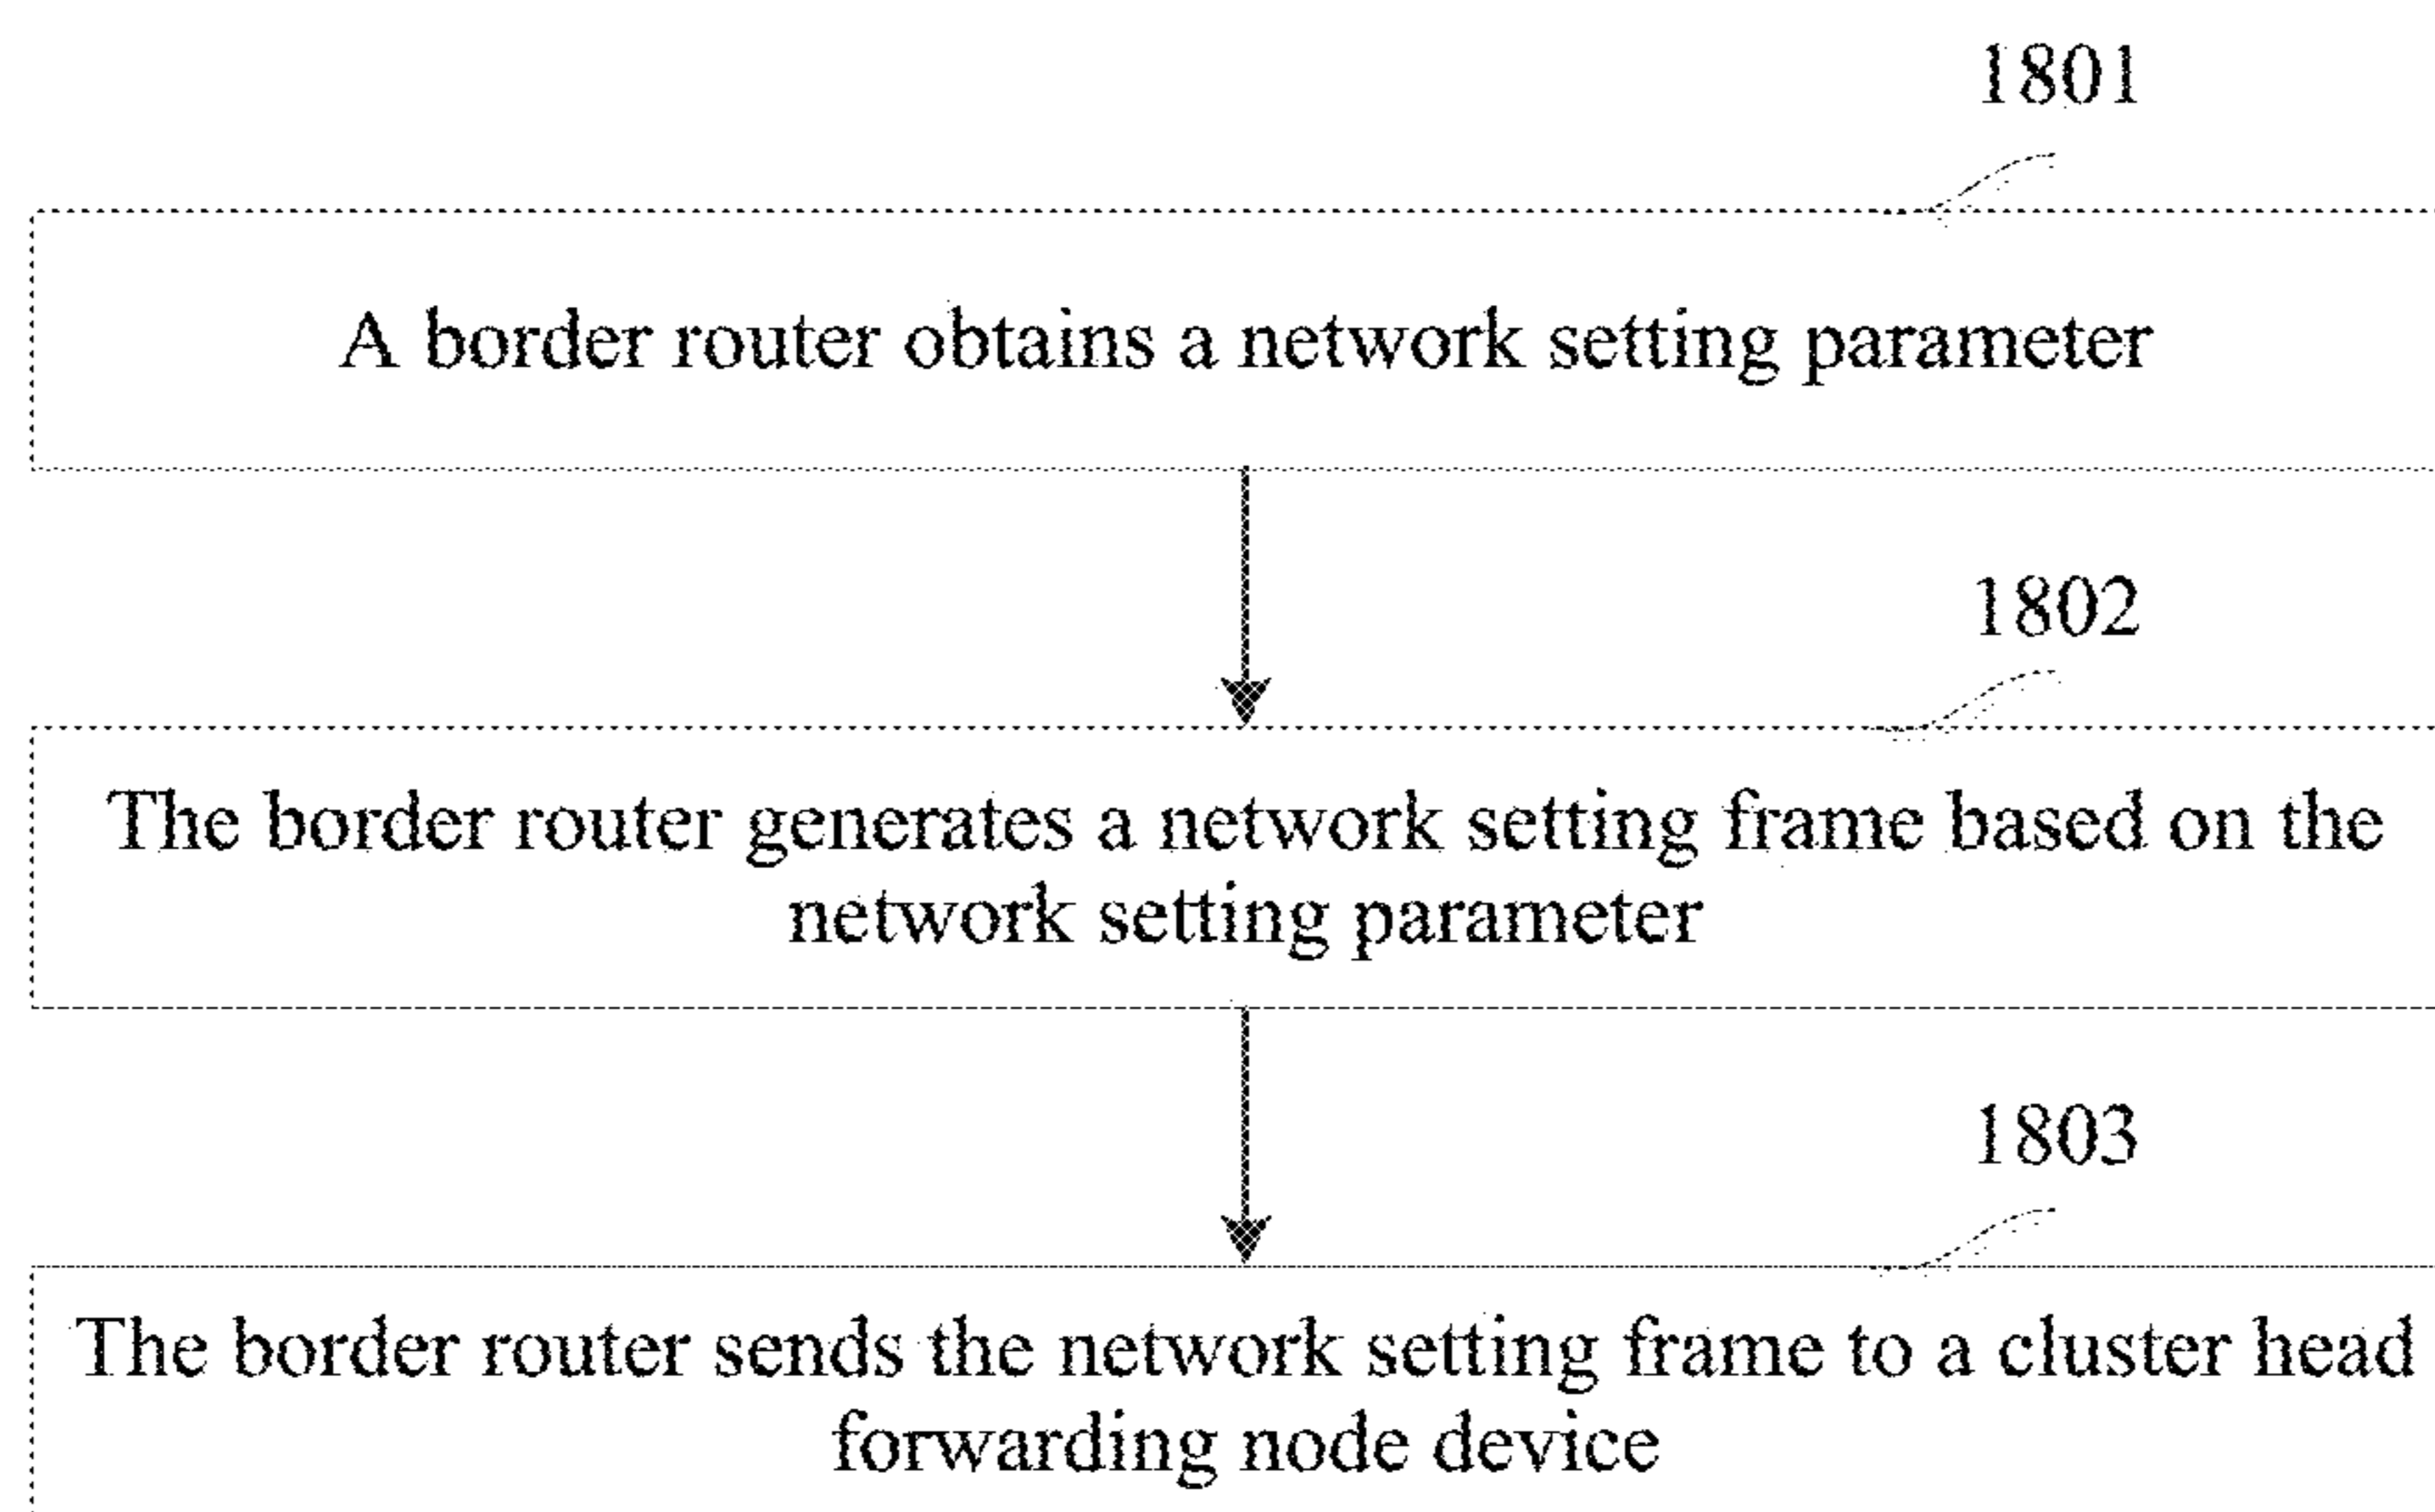 1801
A border router obtains a network setting parameter
1802
The border router generates a network setting frame based on the
network setting parameter
1803
The border router sends the network setting frame to a cluster head
forwarding node device